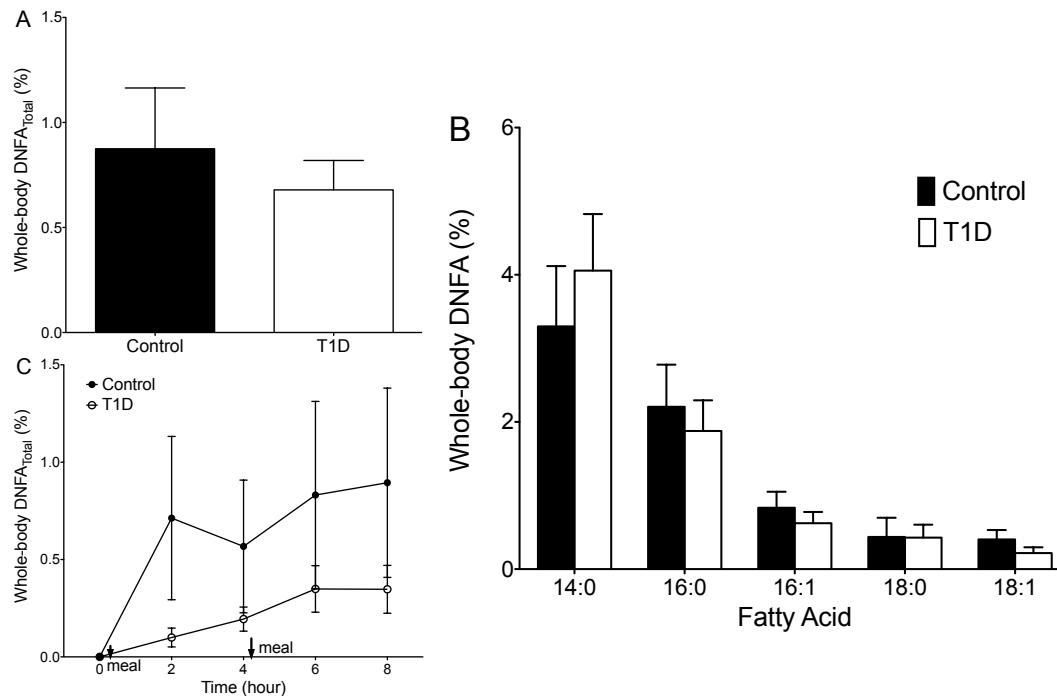 A
Whole-body DNFATotal (%)
1.5
1.0
0.5
0.0
Control
T1D
B
Whole-body DNFA (%)
6
4
2
0
Control
T1D
14:0
16:0
16:1
18:0
18:1
Fatty Acid
C
Whole-body DNFATotal (%)
1.5
1.0
0.5
0.0
Control
T1D
meal
meal
0
2
4
6
8
Time (hour)